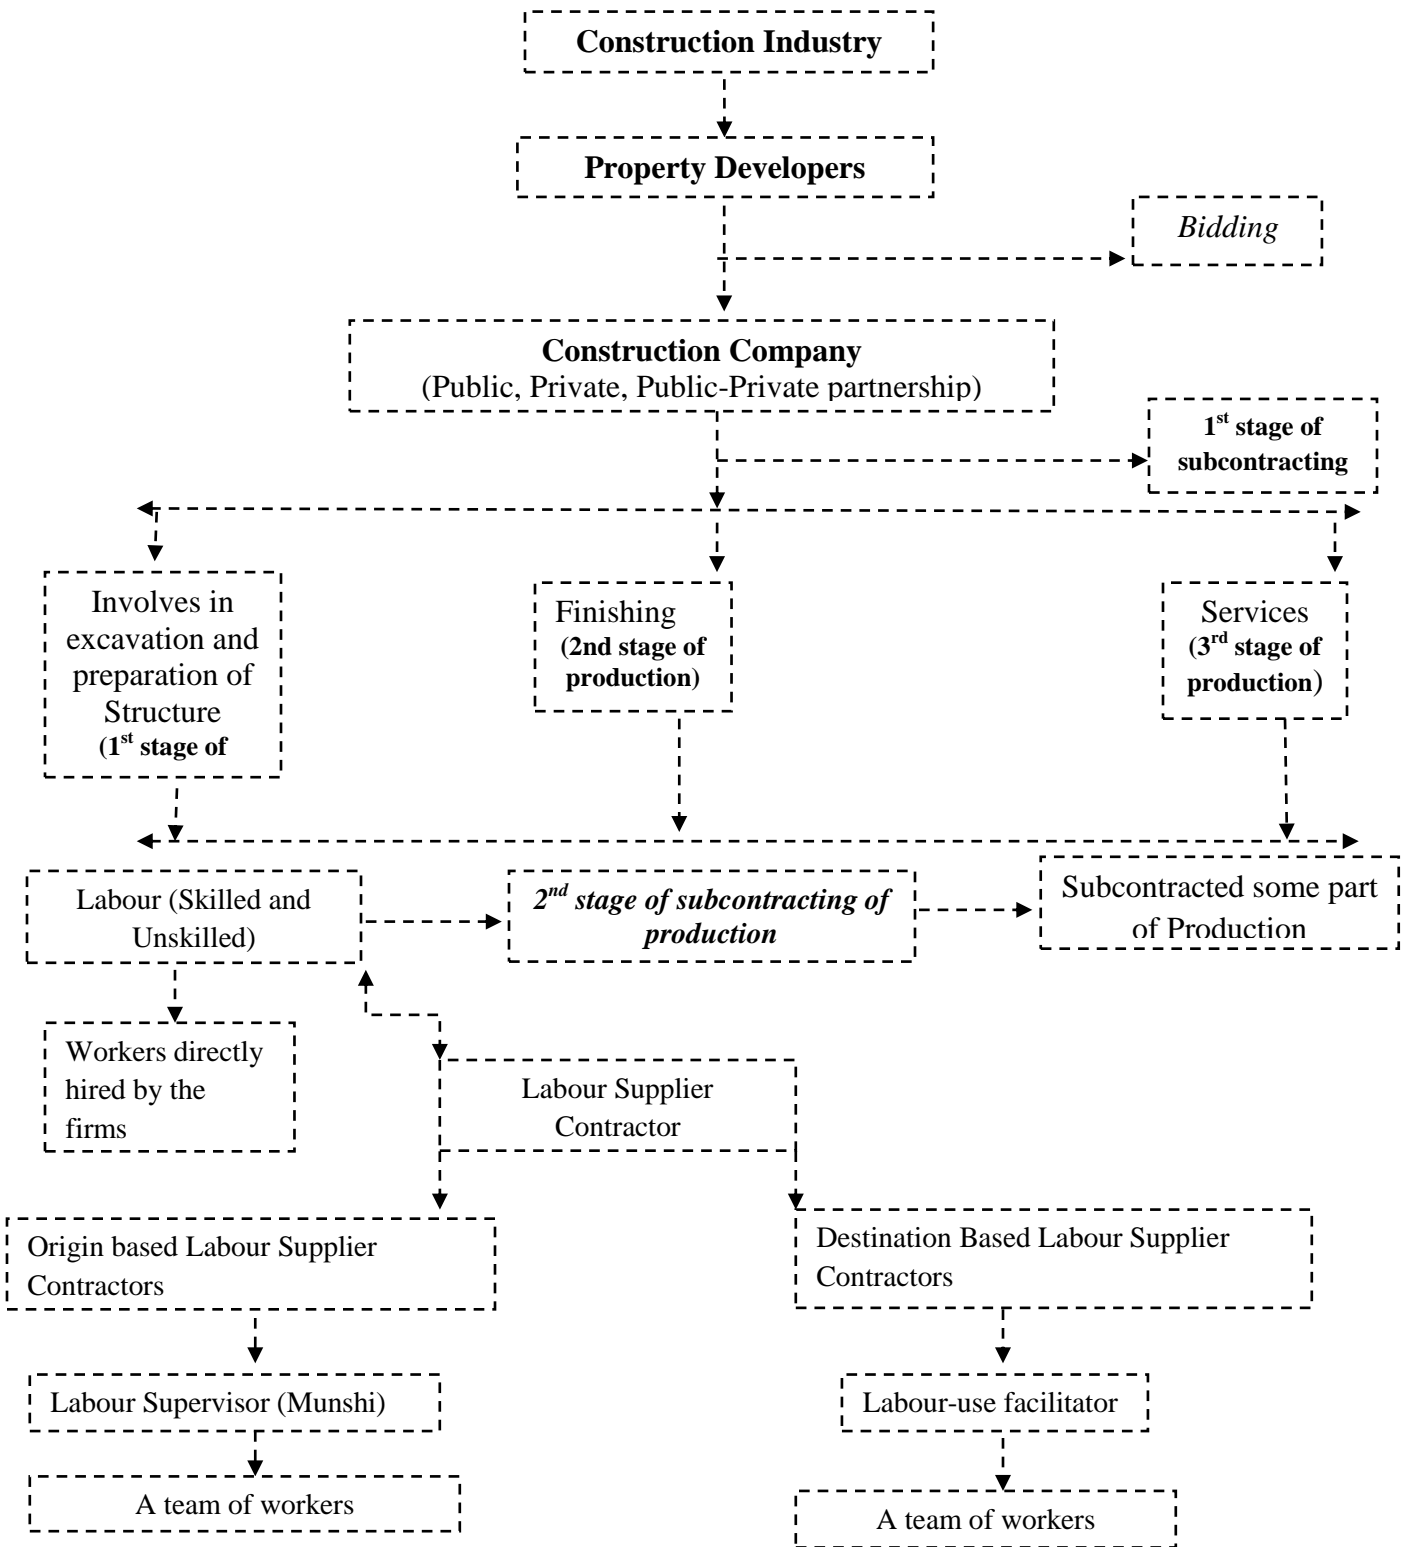 Construction Industry
Property Developers
Bidding
Construction Company
(Public, Private, Public-Private partnership)
1st stage of
subcontracting
Involves in
excavation and
preparation of
Structure
(1st stage of
Finishing
(2nd stage of
production)
Services
(3rd stage of
production)
Labour (Skilled and
Unskilled)
2nd stage of subcontracting of
production
Subcontracted some part
of Production
Workers directly
hired by the
firms
Labour Supplier
Contractor
Origin based Labour Supplier
Contractors
Destination Based Labour Supplier
Contractors
Labour Supervisor (Munshi)
Labour-use facilitator
A team of workers
A team of workers